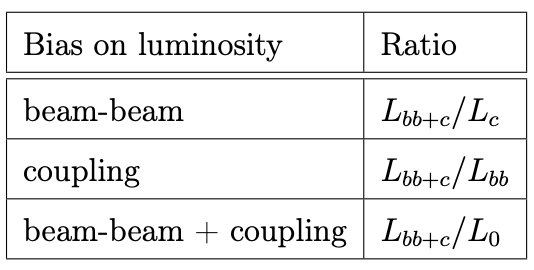 Bias on luminosity Ratio
beam-beam L_{bb+c}/L_c
coupling L_{bb+c}/L_{bb}
beam-beam + coupling L_{bb+c}/L_0